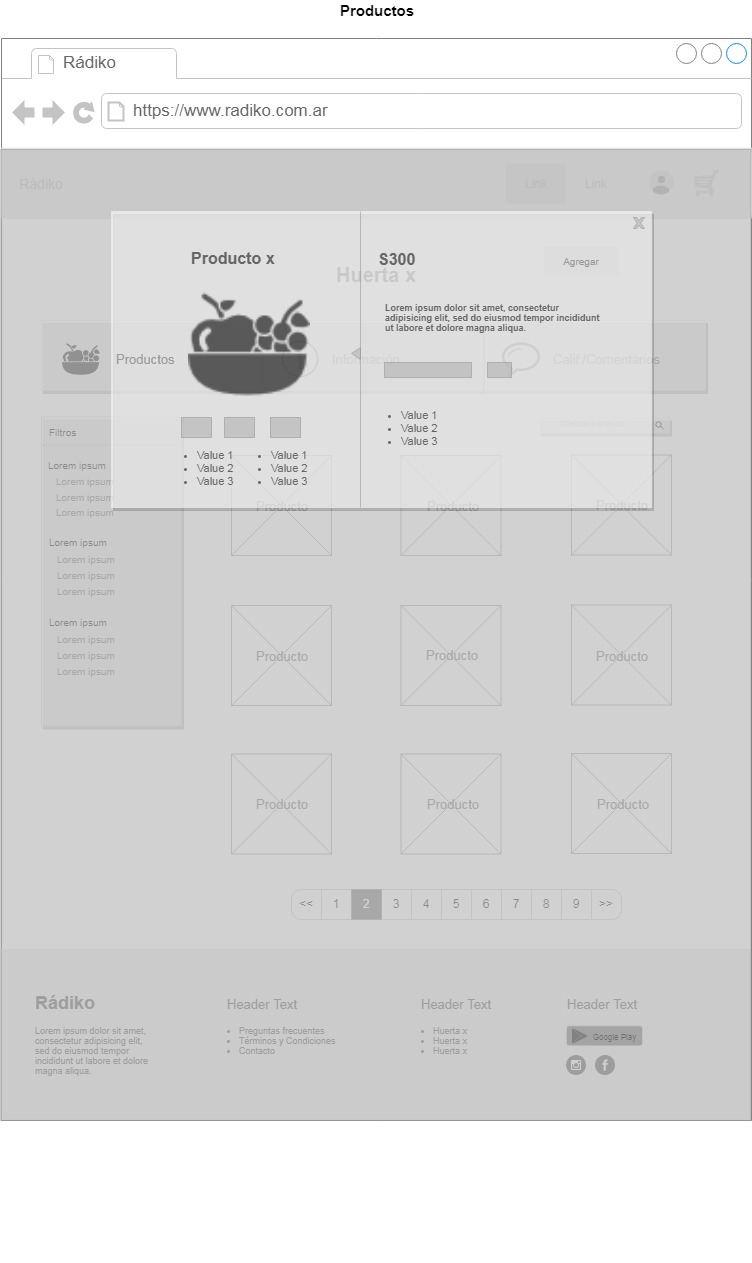 Productos
Rádiko
https://www.radiko.com.ar
Rádiko
Link
Link
X
Producto x
S300
Agregar
Huerta x
Lorem ipsum dolor sit amet, consectetur
adipisicing elit, sed do eiusmod tempor incididunt
ut labore et dolore magna aliqua.
Productos
Información
Calif./Comentarios
Value 1
Value 2
Value 3
Value 1
Value 2
Value 3
Value 1
Value 2
Value 3
Filtros
Lorem ipsum
Lorem ipsum
Lorem ipsum
Lorem ipsum
Lorem ipsum
Lorem ipsum
Lorem ipsum
Lorem ipsum
Lorem ipsum
Lorem ipsum
Lorem ipsum
Lorem ipsum
Producto
Producto
Producto
Producto
Producto
Producto
Producto
Producto
Producto
<< 1 2 3 4 5 6 7 8 9 >>
Rádiko
Lorem ipsum dolor sit amet,
consectetur adipisicing elit,
sed do eiusmod tempor
incididunt ut labore et dolore
magna aliqua.
Header Text
Preguntas frecuentes
Términos y Condiciones
Contacto
Header Text
Huerta x
Huerta x
Huerta x
Header Text
Google Play
f